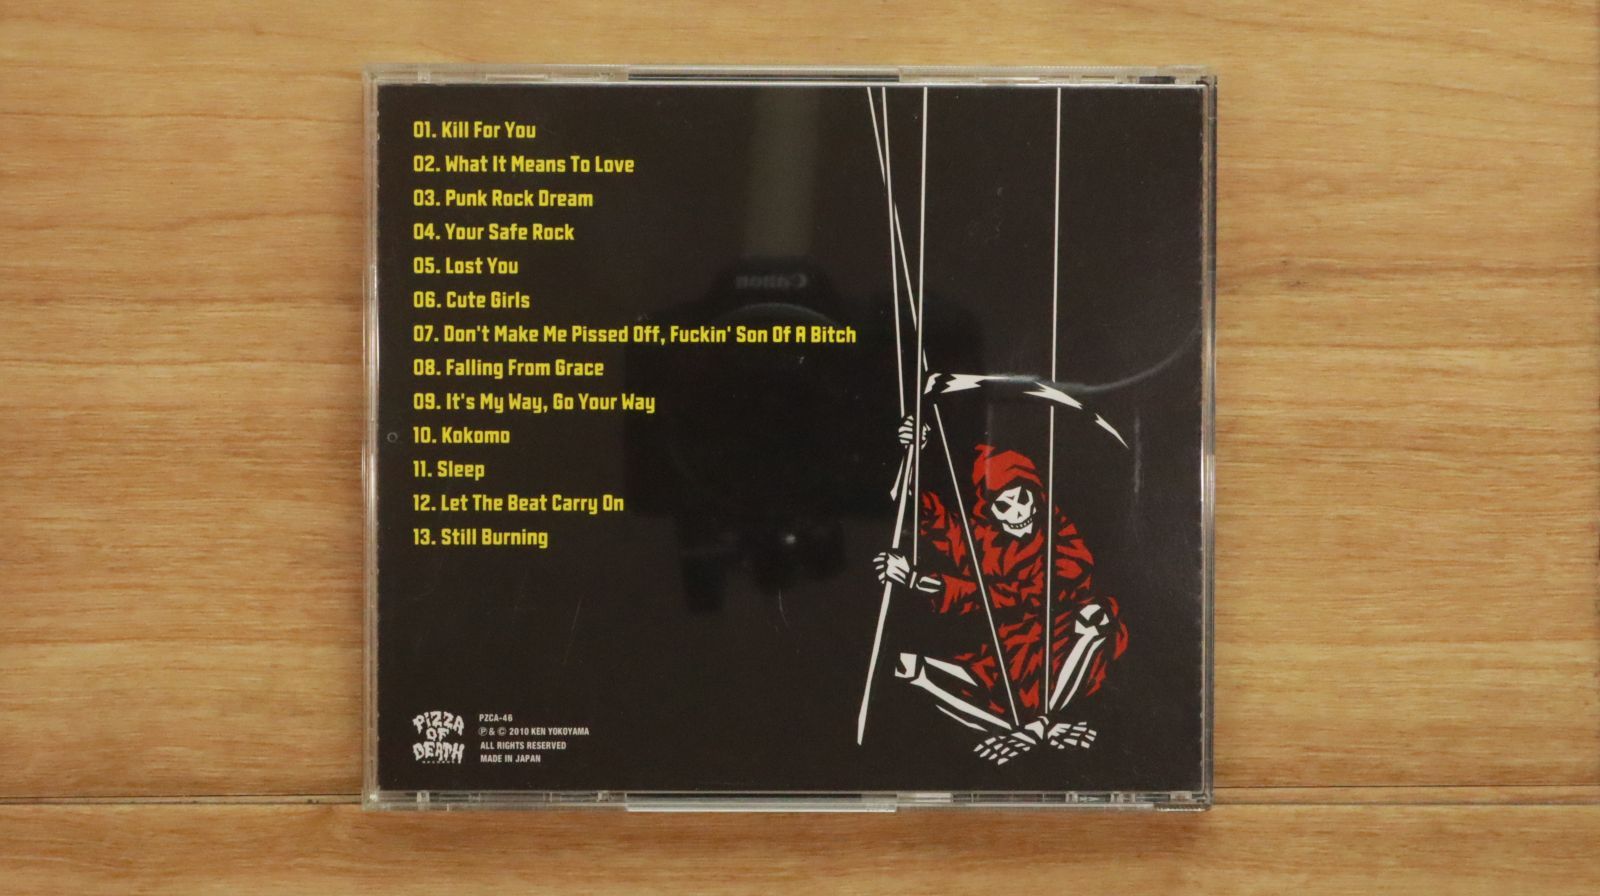 01. Kill For You
02. What It Means To Love
03. Punk Rock Dream
04. Your Safe Rock
05. Lost You
06. Cute Girls
07. Don't Make Me Pissed Off, Fuckin' Son Of A Bitch
08. Falling From Grace
09. It's My Way, Go Your Way
10. Kokomo
11. Sleep
12. Let The Beat Carry On
13. Still Burning
Canon
PIZZA
OF
DEATH
RECORDS
PZCA-46
℗ & © 2010 KEN YOKOYAMA
ALL RIGHTS RESERVED
MADE IN JAPAN